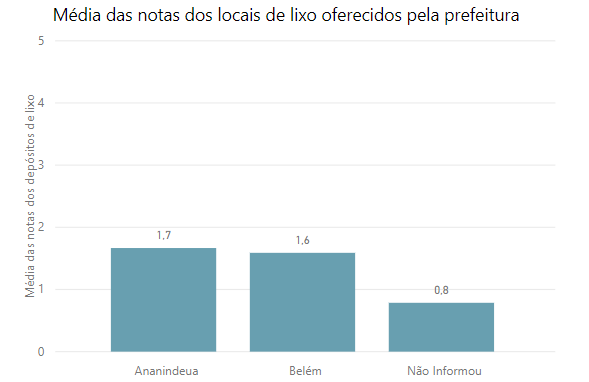 Média das notas dos locais de lixo oferecidos pela prefeitura
Média das notas dos depósitos de lixo
5
4
3
2
1
0
1,7
1,6
0,8
Ananindeua
Belém
Não Informou